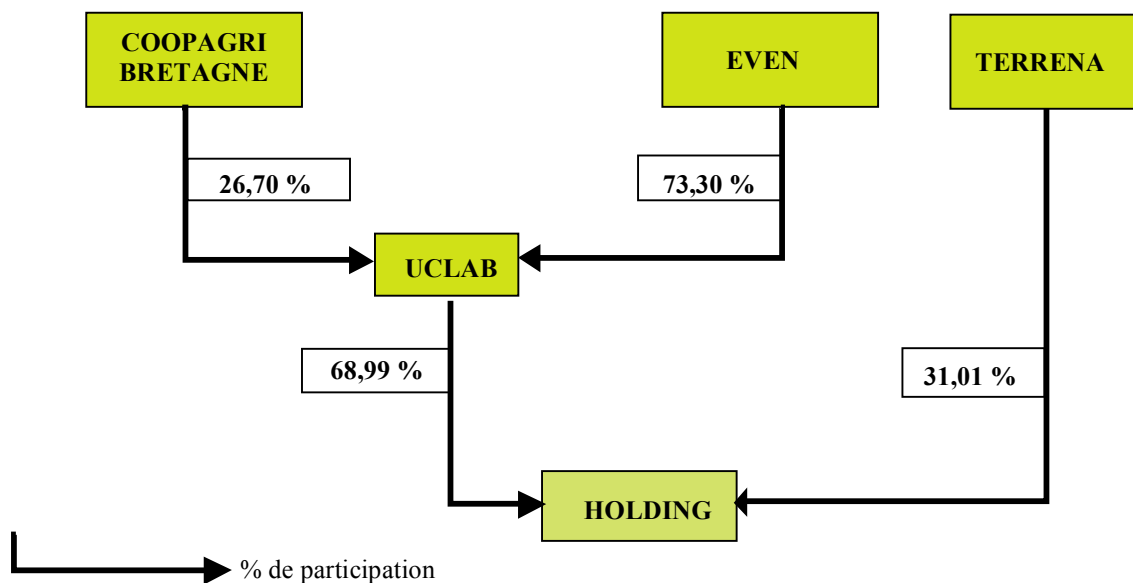 COOPAGRI
BRETAGNE
EVEN
TERRENA
26,70 %
73,30 %
UCLAB
68,99 %
31,01 %
HOLDING
% de participation